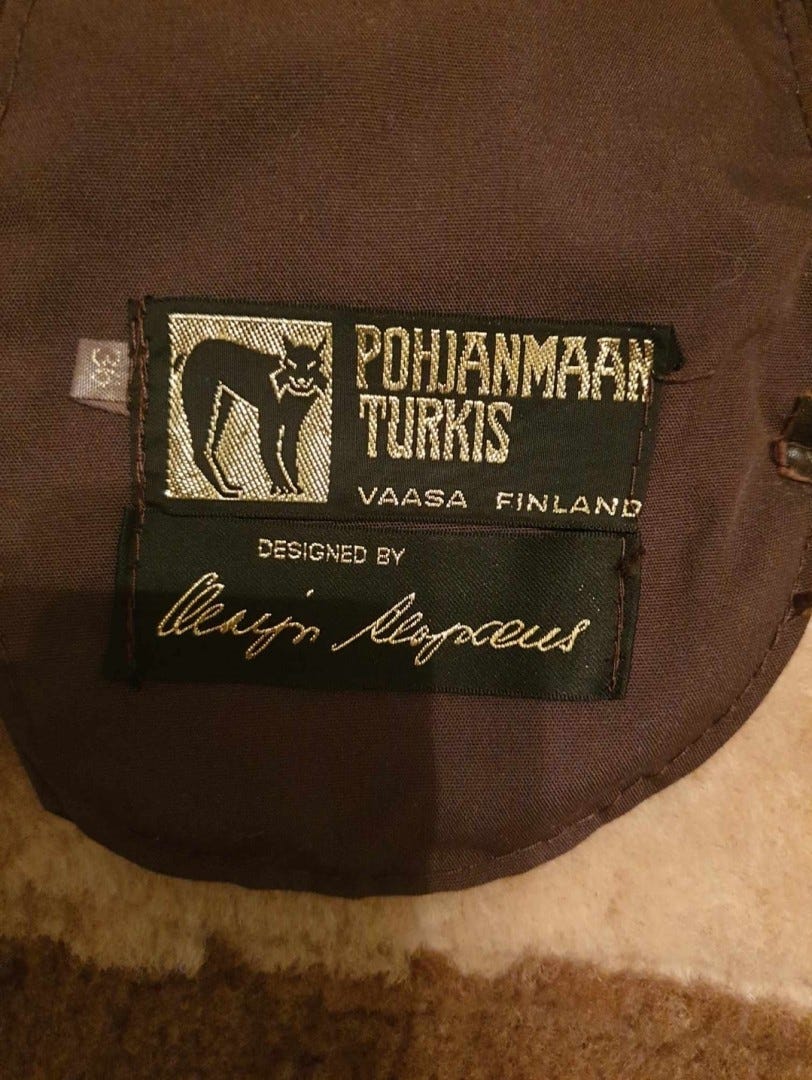 POHJANMAAN
TURKIS
VAASA FINLAND
DESIGNED BY